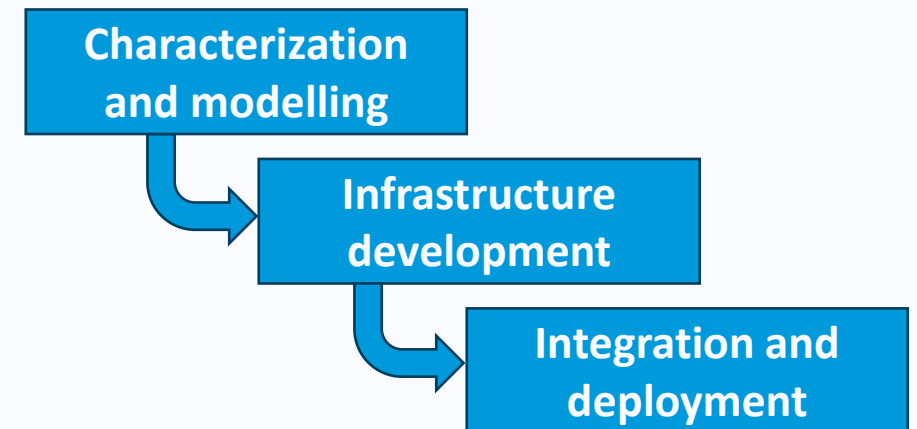 Characterization
and modelling
Infrastructure
development
Integration and
deployment